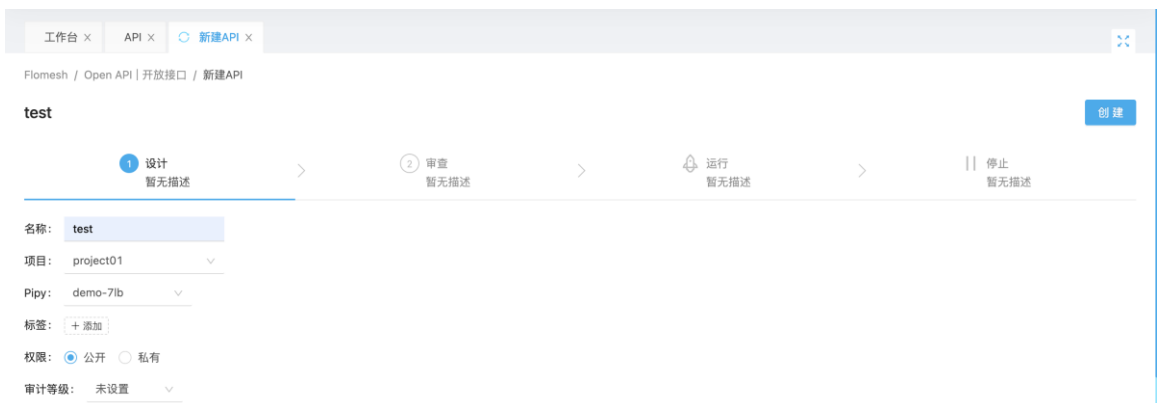 工作台 × API × 新建API ×
Flomesh / Open API | 开放接口 / 新建API
test 创建
1 设计 2 审查 运行 停止
暂无描述 暂无描述 暂无描述 暂无描述
名称: test
项目: project01
Pipy: demo-7lb
标签: + 添加
权限: 公开 私有
审计等级: 未设置